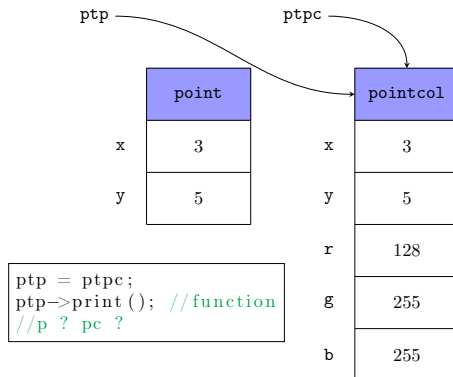 ptp ptpc
point pointcol
x 3 x 3
y 5 y 5
r 128
g 255
b 255
ptp = ptpc;
ptp->print(); //function
//p ? pc ?